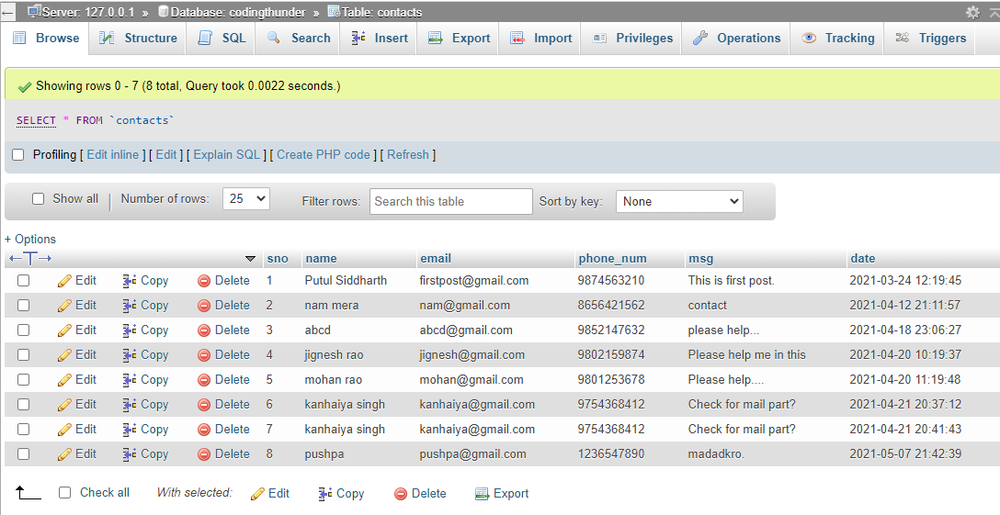 Server: 127.0.0.1 » Database: codingthunder » Table: contacts
Browse Structure SQL Search Insert Export Import Privileges Operations Tracking Triggers
Showing rows 0 - 7 (8 total, Query took 0.0022 seconds.)
SELECT * FROM `contacts`
Profiling [ Edit inline ] [ Edit ] [ Explain SQL ] [ Create PHP code ] [ Refresh ]
Show all | Number of rows: 25 Filter rows: Search this table Sort by key: None
+ Options
←T→ sno name email phone_num msg date
Edit Copy Delete 1 Putul Siddharth firstpost@gmail.com 9874563210 This is first post. 2021-03-24 12:19:45
Edit Copy Delete 2 nam mera nam@gmail.com 8656421562 contact 2021-04-12 21:11:57
Edit Copy Delete 3 abcd abcd@gmail.com 9852147632 please help... 2021-04-18 23:06:27
Edit Copy Delete 4 jignesh rao jignesh@gmail.com 9802159874 Please help me in this 2021-04-20 10:19:37
Edit Copy Delete 5 mohan rao mohan@gmail.com 9801253678 Please help.... 2021-04-20 11:19:48
Edit Copy Delete 6 kanhaiya singh kanhaiya@gmail.com 9754368412 Check for mail part? 2021-04-21 20:37:12
Edit Copy Delete 7 kanhaiya singh kanhaiya@gmail.com 9754368412 Check for mail part? 2021-04-21 20:41:43
Edit Copy Delete 8 pushpa pushpa@gmail.com 1236547890 madadkro. 2021-05-07 21:42:39
Check all With selected: Edit Copy Delete Export